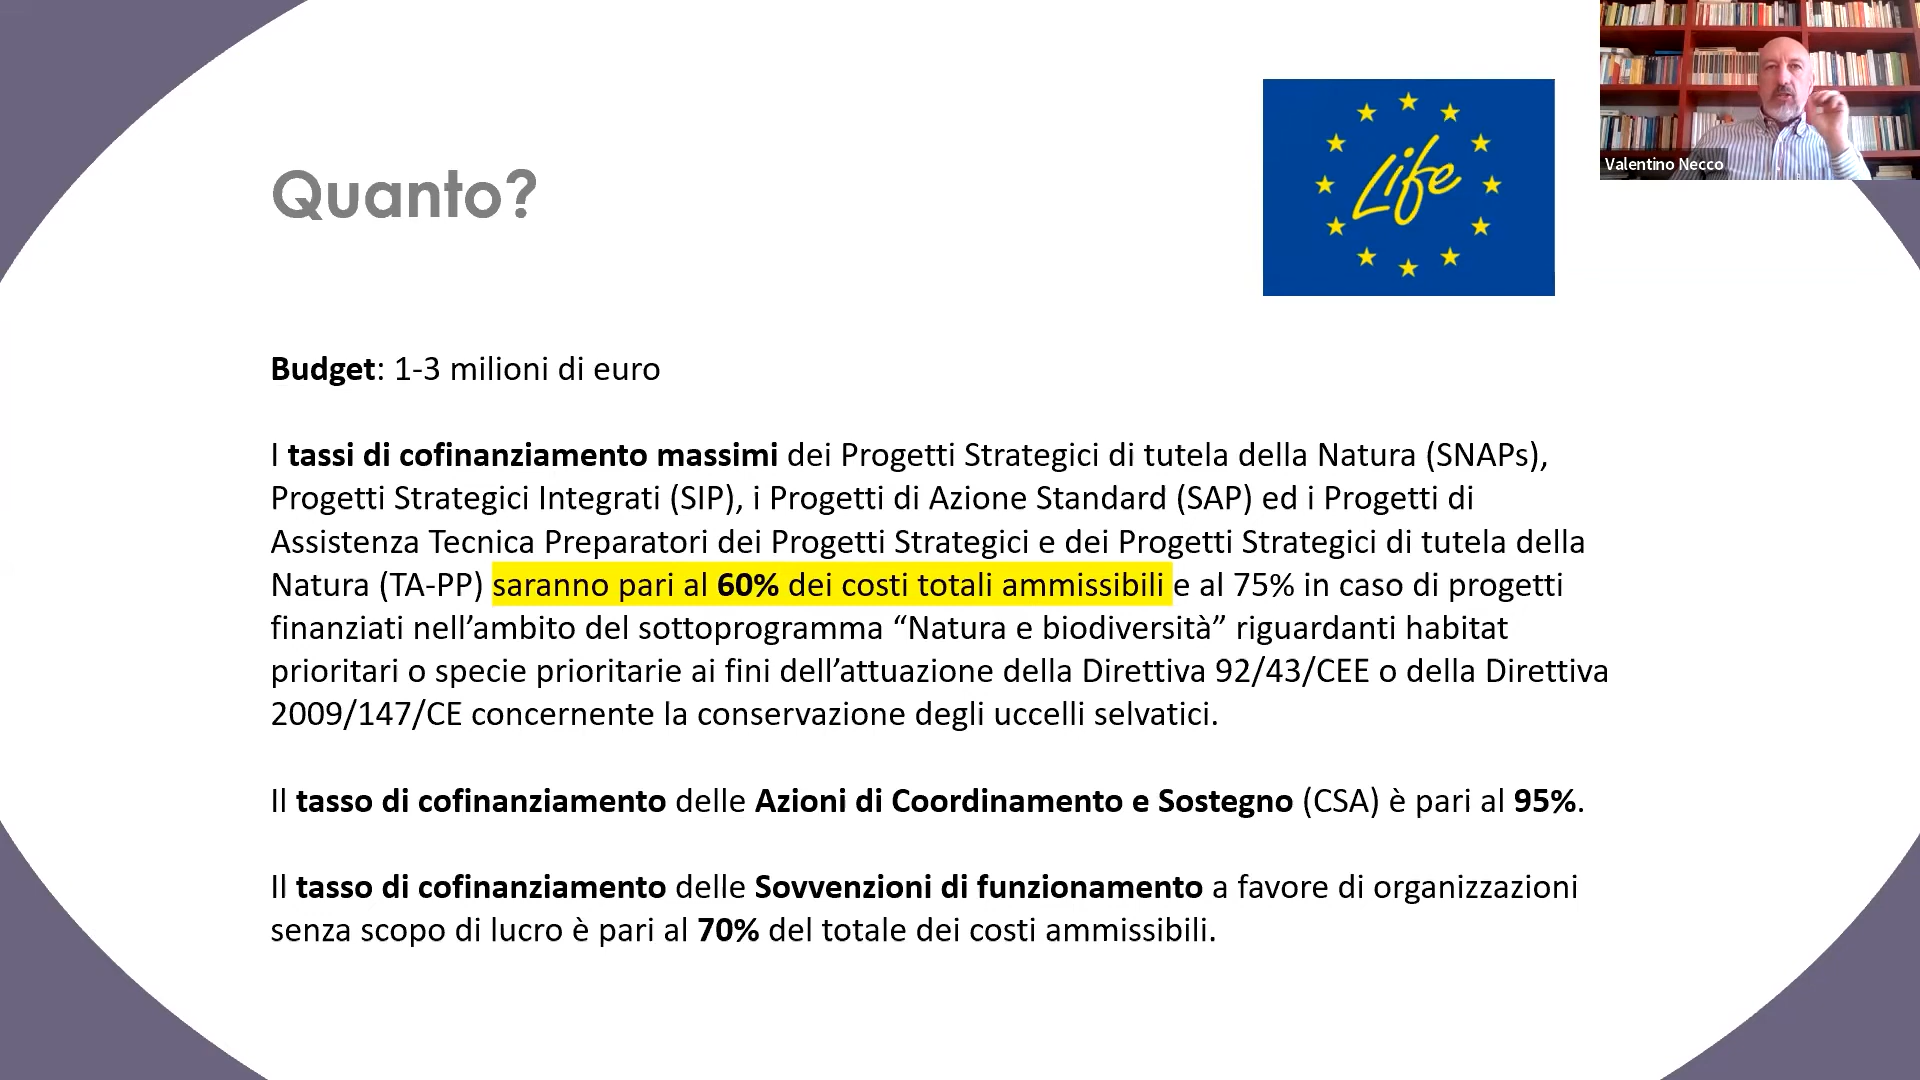 Valentino Necco
Life
Quanto?
Budget: 1-3 milioni di euro
I tassi di cofinanziamento massimi dei Progetti Strategici di tutela della Natura (SNAPs),
Progetti Strategici Integrati (SIP), i Progetti di Azione Standard (SAP) ed i Progetti di
Assistenza Tecnica Preparatori dei Progetti Strategici e dei Progetti Strategici di tutela della
Natura (TA-PP) saranno pari al 60% dei costi totali ammissibili e al 75% in caso di progetti
finanziati nell’ambito del sottoprogramma “Natura e biodiversità” riguardanti habitat
prioritari o specie prioritarie ai fini dell’attuazione della Direttiva 92/43/CEE o della Direttiva
2009/147/CE concernente la conservazione degli uccelli selvatici.
Il tasso di cofinanziamento delle Azioni di Coordinamento e Sostegno (CSA) è pari al 95%.
Il tasso di cofinanziamento delle Sovvenzioni di funzionamento a favore di organizzazioni
senza scopo di lucro è pari al 70% del totale dei costi ammissibili.